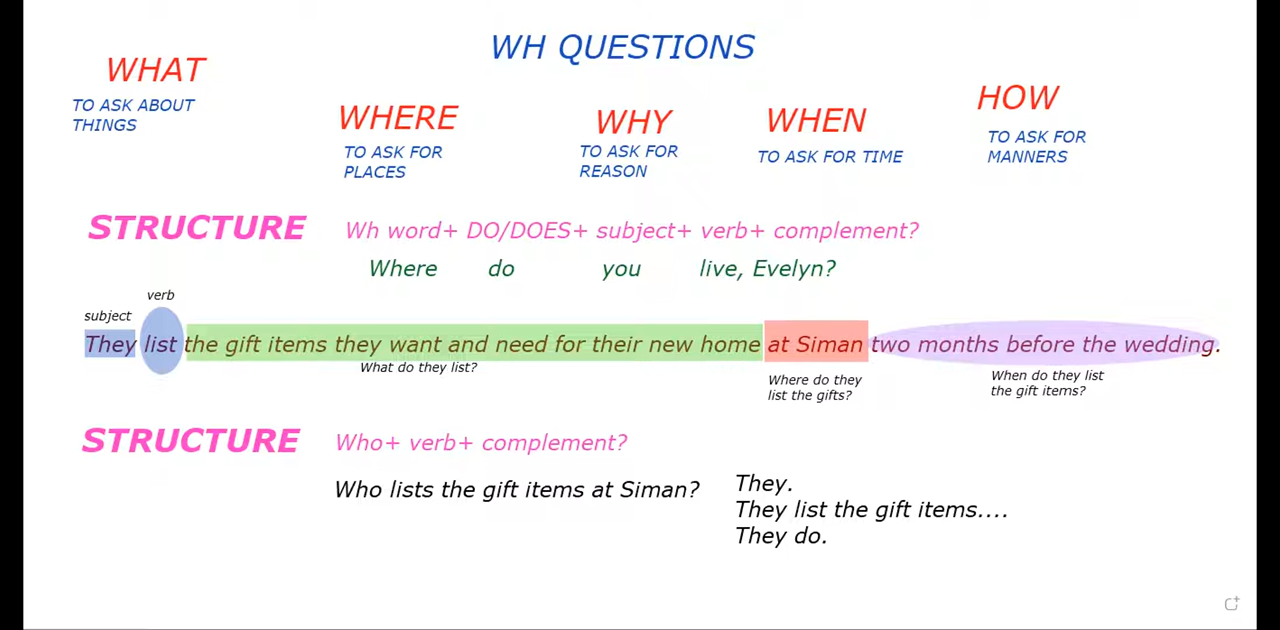 WH QUESTIONS
WHAT
TO ASK ABOUT
THINGS
WHERE
TO ASK FOR
PLACES
WHY
TO ASK FOR
REASON
WHEN
TO ASK FOR TIME
HOW
TO ASK FOR
MANNERS
STRUCTURE Wh word+ DO/DOES+ subject+ verb+ complement?
Where do you live, Evelyn?
verb
subject
They list the gift items they want and need for their new home at Siman two months before the wedding.
What do they list?
Where do they
list the gifts?
When do they list
the gift items?
STRUCTURE Who+ verb+ complement?
Who lists the gift items at Siman?
They.
They list the gift items....
They do.